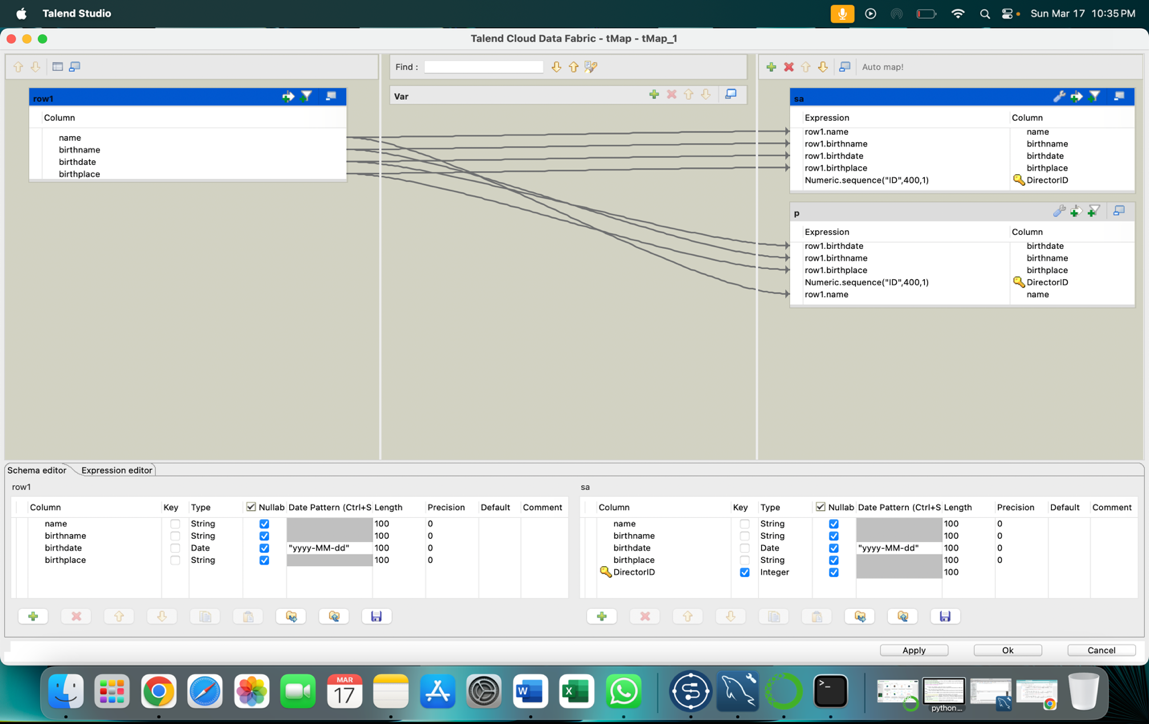 Talend Studio
Sun Mar 17 10:35 PM
Talend Cloud Data Fabric - tMap - tMap_1
Find :
Auto map!
row1
Column
name
birthname
birthdate
birthplace
Var
sa
Expression Column
row1.name name
row1.birthname birthname
row1.birthdate birthdate
row1.birthplace birthplace
Numeric.sequence("ID",400,1) DirectorID
p
Expression Column
row1.birthdate birthdate
row1.birthname birthname
row1.birthplace birthplace
Numeric.sequence("ID",400,1) DirectorID
row1.name name
Schema editor Expression editor
row1
Column Key Type Nullab Date Pattern (Ctrl+S Length Precision Default Comment
name String 100 0
birthname String 100 0
birthdate Date "yyyy-MM-dd" 100 0
birthplace String 100 0
sa
Column Key Type Nullab Date Pattern (Ctrl+S Length Precision Default Comment
name String 100 0
birthname String 100 0
birthdate Date "yyyy-MM-dd" 100 0
birthplace String 100 0
DirectorID Integer 100
Apply Ok Cancel
MAR
17
W
X
S
>_
python...